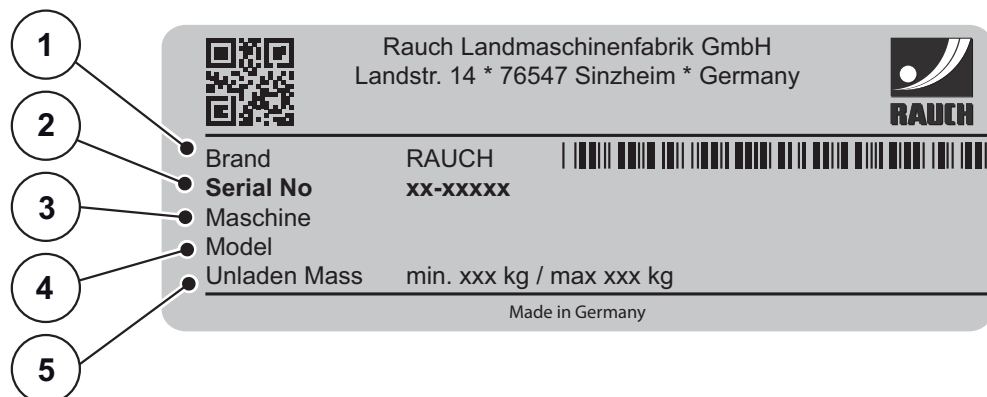 1
2
3
4
5
Rauch Landmaschinenfabrik GmbH
Landstr. 14 * 76547 Sinzheim * Germany
RAUCH
Brand RAUCH
Serial No xx-xxxxx
Maschine
Model
Unladen Mass min. xxx kg / max xxx kg
Made in Germany